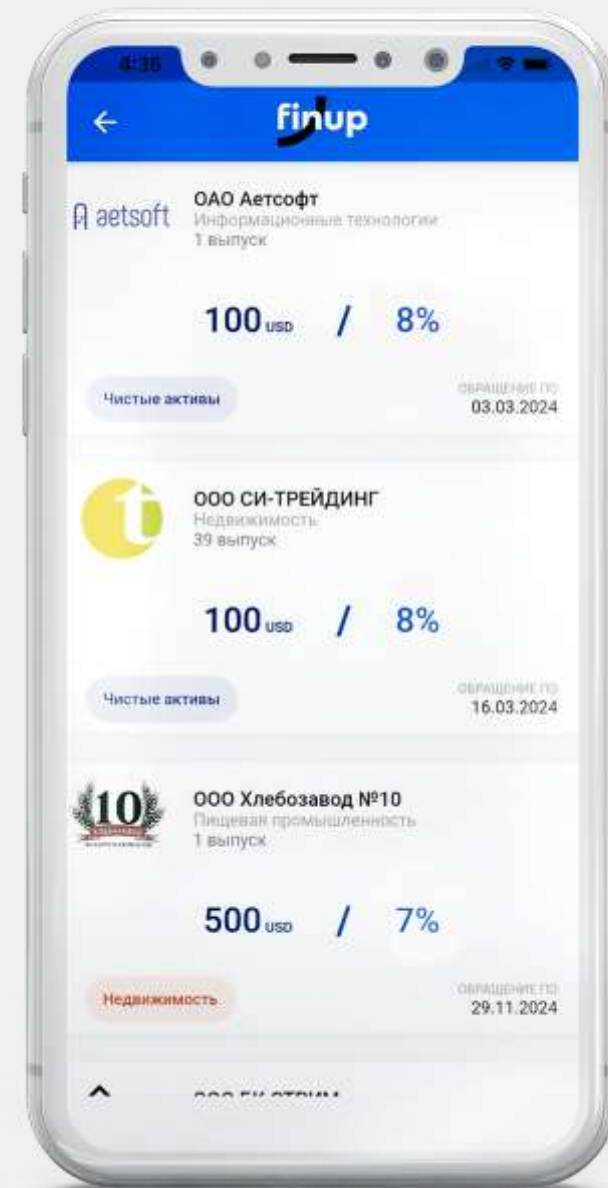 4:35
finup
aetsoft
ОАО Аетсофт
Информационные технологии
1 выпуск
100 USD / 8%
Чистые активы
ОБРАЩЕНИЕ ПО
03.03.2024
t
ООО СИ-ТРЕЙДИНГ
Недвижимость
39 выпуск
100 USD / 8%
Чистые активы
ОБРАЩЕНИЕ ПО
16.03.2024
10
ООО Хлебозавод №10
Пищевая промышленность
1 выпуск
500 USD / 7%
Недвижимость
ОБРАЩЕНИЕ ПО
29.11.2024